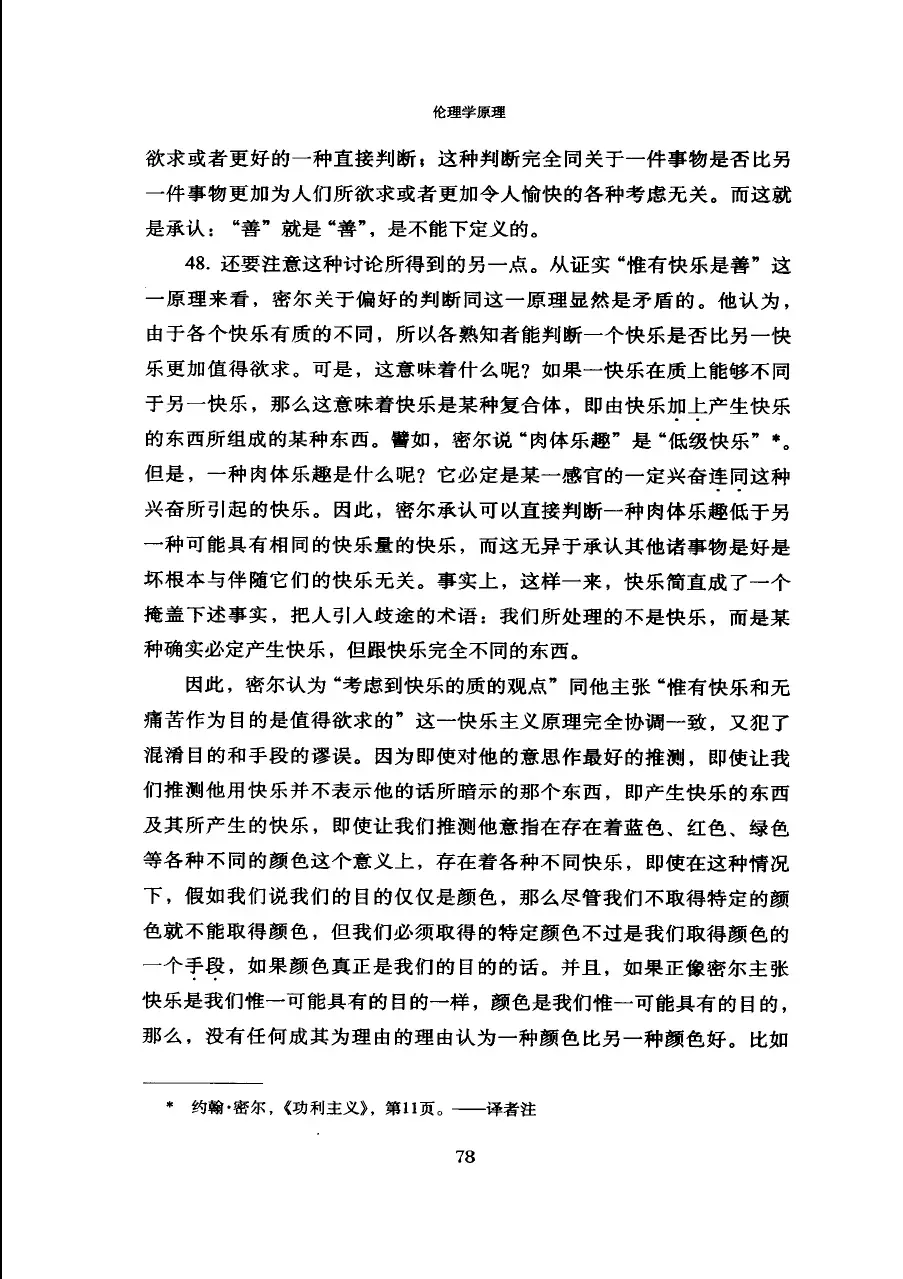 伦理学原理
欲求或者更好的一种直接判断；这种判断完全同关于一件事物是否比另
一件事物更加为人们所欲求或者更加令人愉快的各种考虑无关。而这就
是承认：“善”就是“善”，是不能下定义的。
48. 还要注意这种讨论所得到的另一点。从证实“惟有快乐是善”这
一原理来看，密尔关于偏好的判断同这一原理显然是矛盾的。他认为，
由于各个快乐有质的不同，所以各熟知者能判断一个快乐是否比另一快
乐更加值得欲求。可是，这意味着什么呢？如果一快乐在质上能够不同
于另一快乐，那么这意味着快乐是某种复合体，即由快乐加上产生快乐
的东西所组成的某种东西。譬如，密尔说“肉体乐趣”是“低级快乐”*。
但是，一种肉体乐趣是什么呢？它必定是某一感官的一定兴奋连同这种
兴奋所引起的快乐。因此，密尔承认可以直接判断一种肉体乐趣低于另
一种可能具有相同的快乐量的快乐，而这无异于承认其他诸事物是好是
坏根本与伴随它们的快乐无关。事实上，这样一来，快乐简直成了一个
掩盖下述事实，把人引入歧途的术语：我们所处理的不是快乐，而是某
种确实必定产生快乐，但跟快乐完全不同的东西。
因此，密尔认为“考虑到快乐的质的观点”同他主张“惟有快乐和无
痛苦作为目的是值得欲求的”这一快乐主义原理完全协调一致，又犯了
混淆目的和手段的谬误。因为即使对他的意思作最好的推测，即使让我
们推测他用快乐并不表示他的话所暗示的那个东西，即产生快乐的东西
及其所产生的快乐，即使让我们推测他意指在存在着蓝色、红色、绿色
等各种不同的颜色这个意义上，存在着各种不同快乐，即使在这种情况
下，假如我们说我们的目的仅仅是颜色，那么尽管我们不取得特定的颜
色就不能取得颜色，但我们必须取得的特定颜色不过是我们取得颜色的
一个手段，如果颜色真正是我们的目的的话。并且，如果正像密尔主张
快乐是我们惟一可能具有的目的一样，颜色是我们惟一可能具有的目的，
那么，没有任何成其为理由的理由认为一种颜色比另一种颜色好。比如
* 约翰·密尔，《功利主义》，第11页。——译者注
78